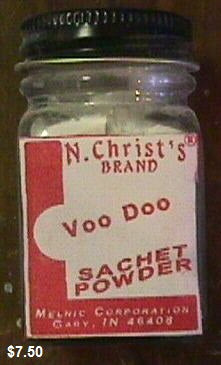 N. Christ's®
BRAND
Voo Doo
SACHET
POWDER
Melnic Corporation
Gary, IN 46408
$7.50